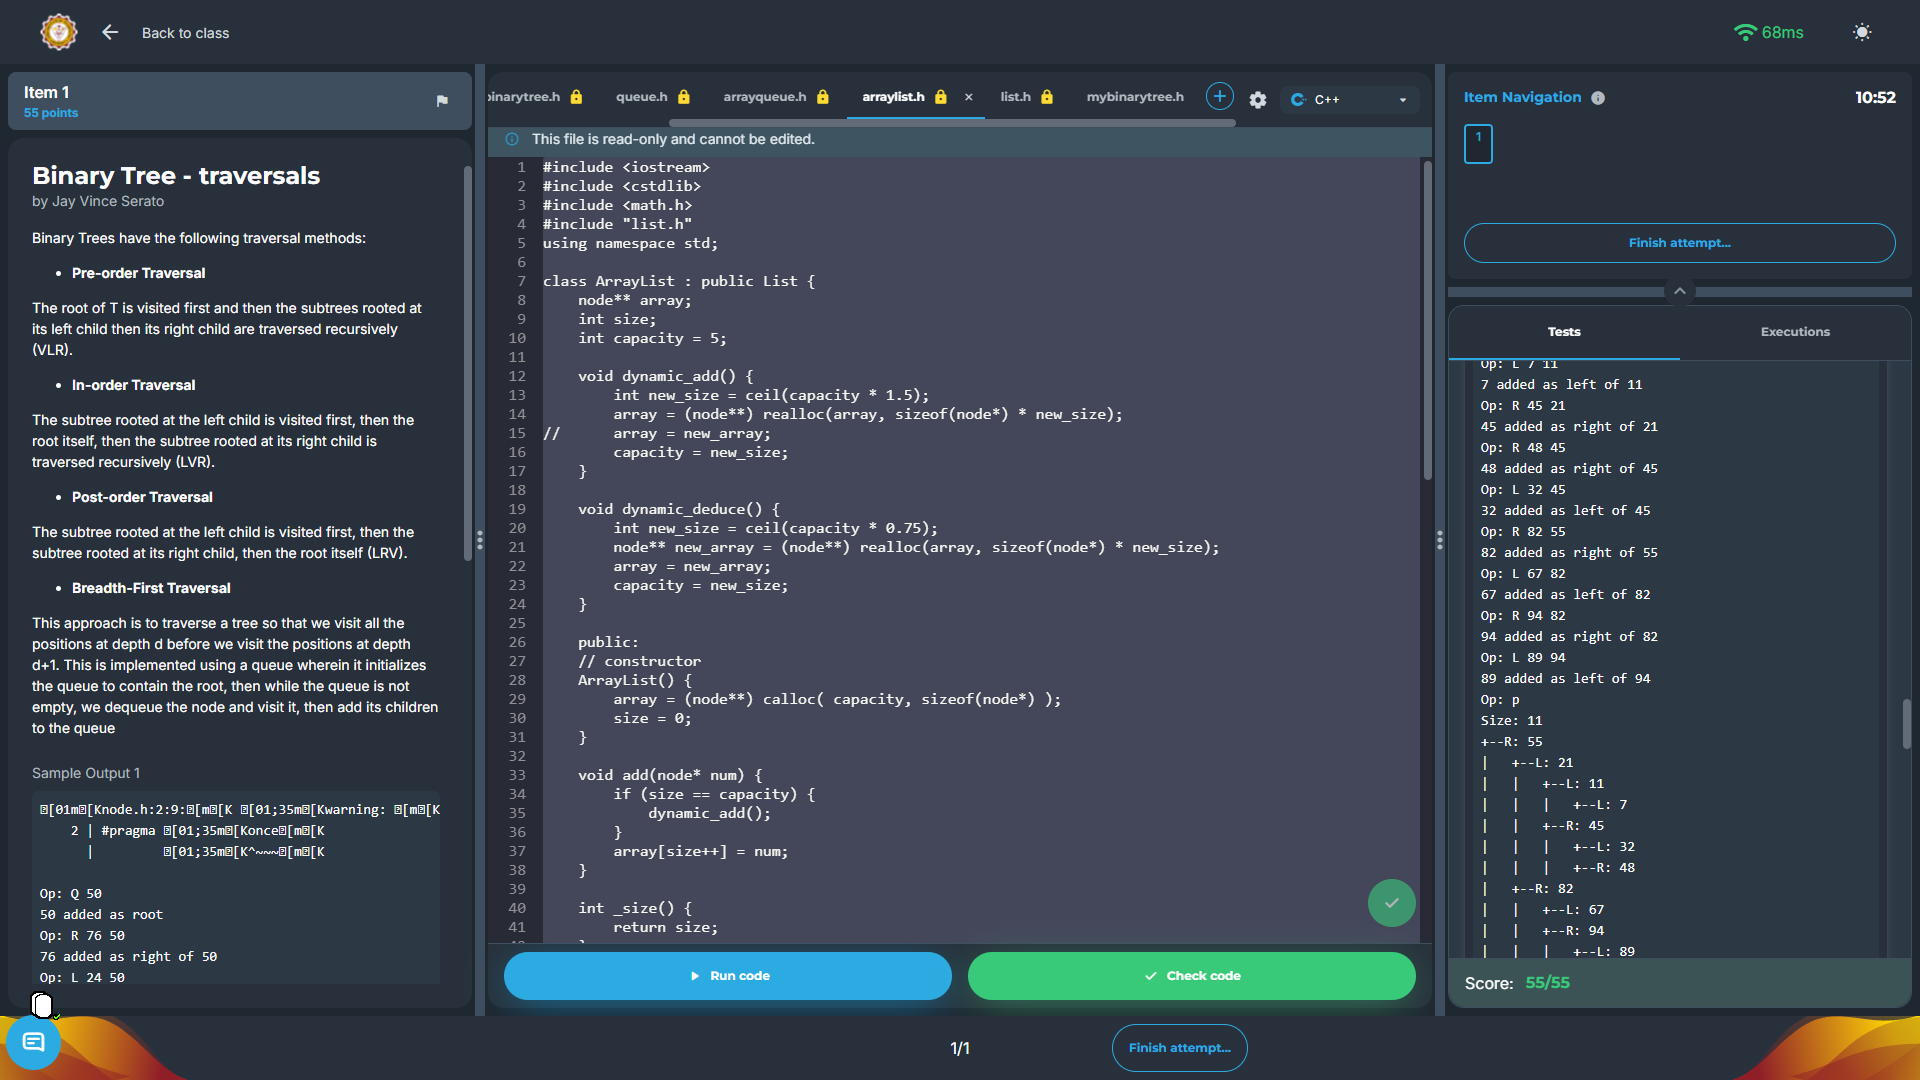 Back to class
68ms
Item 1
55 points
Binary Tree - traversals
by Jay Vince Serato
Binary Trees have the following traversal methods:
• Pre-order Traversal
The root of T is visited first and then the subtrees rooted at
its left child then its right child are traversed recursively
(VLR).
• In-order Traversal
The subtree rooted at the left child is visited first, then the
root itself, then the subtree rooted at its right child is
traversed recursively (LVR).
• Post-order Traversal
The subtree rooted at the left child is visited first, then the
subtree rooted at its right child, then the root itself (LRV).
• Breadth-First Traversal
This approach is to traverse a tree so that we visit all the
positions at depth d before we visit the positions at depth
d+1. This is implemented using a queue wherein it initializes
the queue to contain the root, then while the queue is not
empty, we dequeue the node and visit it, then add its children
to the queue
Sample Output 1
[01m[Knode.h:2:9:[m[K [01;35m[Kwarning: [m[K
2 | #pragma [01;35m[Konce[m[K
| [01;35m[K^~~~[m[K
Op: Q 50
50 added as root
Op: R 76 50
76 added as right of 50
Op: L 24 50
binarytree.h
queue.h
arrayqueue.h
arraylist.h
list.h
mybinarytree.h
C++
This file is read-only and cannot be edited.
1 #include <iostream>
2 #include <cstdlib>
3 #include <math.h>
4 #include "list.h"
5 using namespace std;
6
7 class ArrayList : public List {
8 node** array;
9 int size;
10 int capacity = 5;
11
12 void dynamic_add() {
13 int new_size = ceil(capacity * 1.5);
14 array = (node**) realloc(array, sizeof(node*) * new_size);
15 // array = new_array;
16 capacity = new_size;
17 }
18
19 void dynamic_deduce() {
20 int new_size = ceil(capacity * 0.75);
21 node** new_array = (node**) realloc(array, sizeof(node*) * new_size);
22 array = new_array;
23 capacity = new_size;
24 }
25
26 public:
27 // constructor
28 ArrayList() {
29 array = (node**) calloc( capacity, sizeof(node*) );
30 size = 0;
31 }
32
33 void add(node* num) {
34 if (size == capacity) {
35 dynamic_add();
36 }
37 array[size++] = num;
38 }
39
40 int _size() {
41 return size;
Run code
Check code
Item Navigation
10:52
1
Finish attempt...
Tests
Executions
Op: L 7 11
7 added as left of 11
Op: R 45 21
45 added as right of 21
Op: R 48 45
48 added as right of 45
Op: L 32 45
32 added as left of 45
Op: R 82 55
82 added as right of 55
Op: L 67 82
67 added as left of 82
Op: R 94 82
94 added as right of 82
Op: L 89 94
89 added as left of 94
Op: p
Size: 11
+--R: 55
| +--L: 21
| | +--L: 11
| | | +--L: 7
| | +--R: 45
| | | +--L: 32
| | | +--R: 48
| +--R: 82
| | +--L: 67
| | +--R: 94
| | | +--L: 89
Score: 55/55
1/1
Finish attempt...